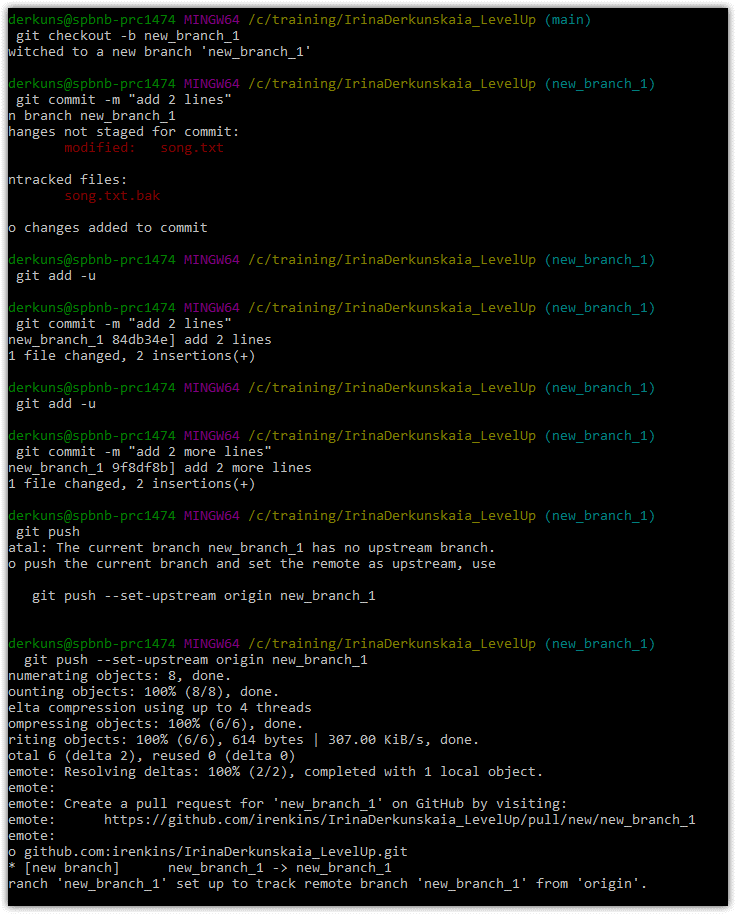 derkuns@spbnb-prc1474 MINGW64 /c/training/IrinaDerkunskaia_LevelUp (main)
git checkout -b new_branch_1
witched to a new branch 'new_branch_1'
derkuns@spbnb-prc1474 MINGW64 /c/training/IrinaDerkunskaia_LevelUp (new_branch_1)
git commit -m "add 2 lines"
n branch new_branch_1
hanges not staged for commit:
modified: song.txt
ntracked files:
song.txt.bak
o changes added to commit
derkuns@spbnb-prc1474 MINGW64 /c/training/IrinaDerkunskaia_LevelUp (new_branch_1)
git add -u
derkuns@spbnb-prc1474 MINGW64 /c/training/IrinaDerkunskaia_LevelUp (new_branch_1)
git commit -m "add 2 lines"
new_branch_1 84db34e] add 2 lines
1 file changed, 2 insertions(+)
derkuns@spbnb-prc1474 MINGW64 /c/training/IrinaDerkunskaia_LevelUp (new_branch_1)
git add -u
derkuns@spbnb-prc1474 MINGW64 /c/training/IrinaDerkunskaia_LevelUp (new_branch_1)
git commit -m "add 2 more lines"
new_branch_1 9f8df8b] add 2 more lines
1 file changed, 2 insertions(+)
derkuns@spbnb-prc1474 MINGW64 /c/training/IrinaDerkunskaia_LevelUp (new_branch_1)
git push
atal: The current branch new_branch_1 has no upstream branch.
o push the current branch and set the remote as upstream, use
git push --set-upstream origin new_branch_1
derkuns@spbnb-prc1474 MINGW64 /c/training/IrinaDerkunskaia_LevelUp (new_branch_1)
git push --set-upstream origin new_branch_1
numerating objects: 8, done.
ounting objects: 100% (8/8), done.
elta compression using up to 4 threads
ompressing objects: 100% (6/6), done.
riting objects: 100% (6/6), 614 bytes | 307.00 KiB/s, done.
otal 6 (delta 2), reused 0 (delta 0)
emote: Resolving deltas: 100% (2/2), completed with 1 local object.
emote:
emote: Create a pull request for 'new_branch_1' on GitHub by visiting:
emote: https://github.com/irenkins/IrinaDerkunskaia_LevelUp/pull/new/new_branch_1
emote:
o github.com:irenkins/IrinaDerkunskaia_LevelUp.git
* [new branch] new_branch_1 -> new_branch_1
ranch 'new_branch_1' set up to track remote branch 'new_branch_1' from 'origin'.